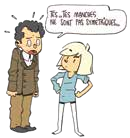 TES... TES MANCHES
NE SONT PAS SYMÉTRIQUES...